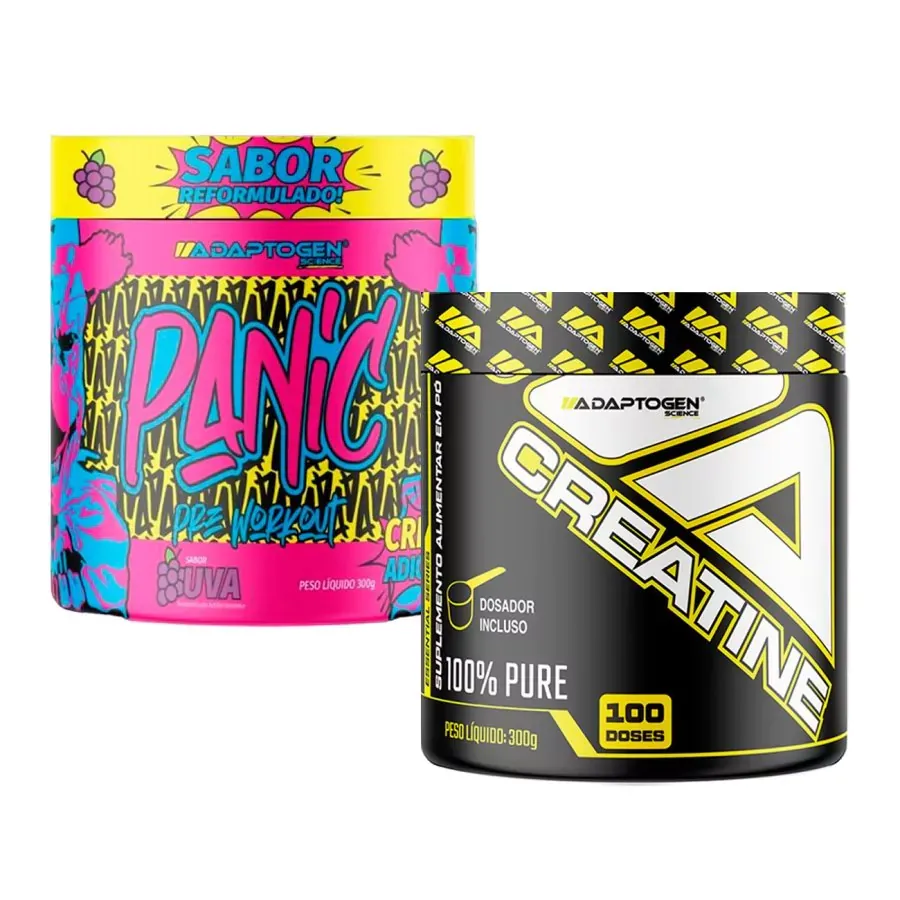 SABOR
REFORMULADO!
ADAPTOGEN®
SCIENCE
PANIC
PRE WORKOUT
SABOR
UVA
PESO LÍQUIDO 300g
ADAPTOGEN®
SCIENCE
CREATINE
SUPLEMENTO ALIMENTAR EM PÓ
ESSENTIAL SERIES
DOSADOR
INCLUSO
100% PURE
100
DOSES
PESO LÍQUIDO: 300g